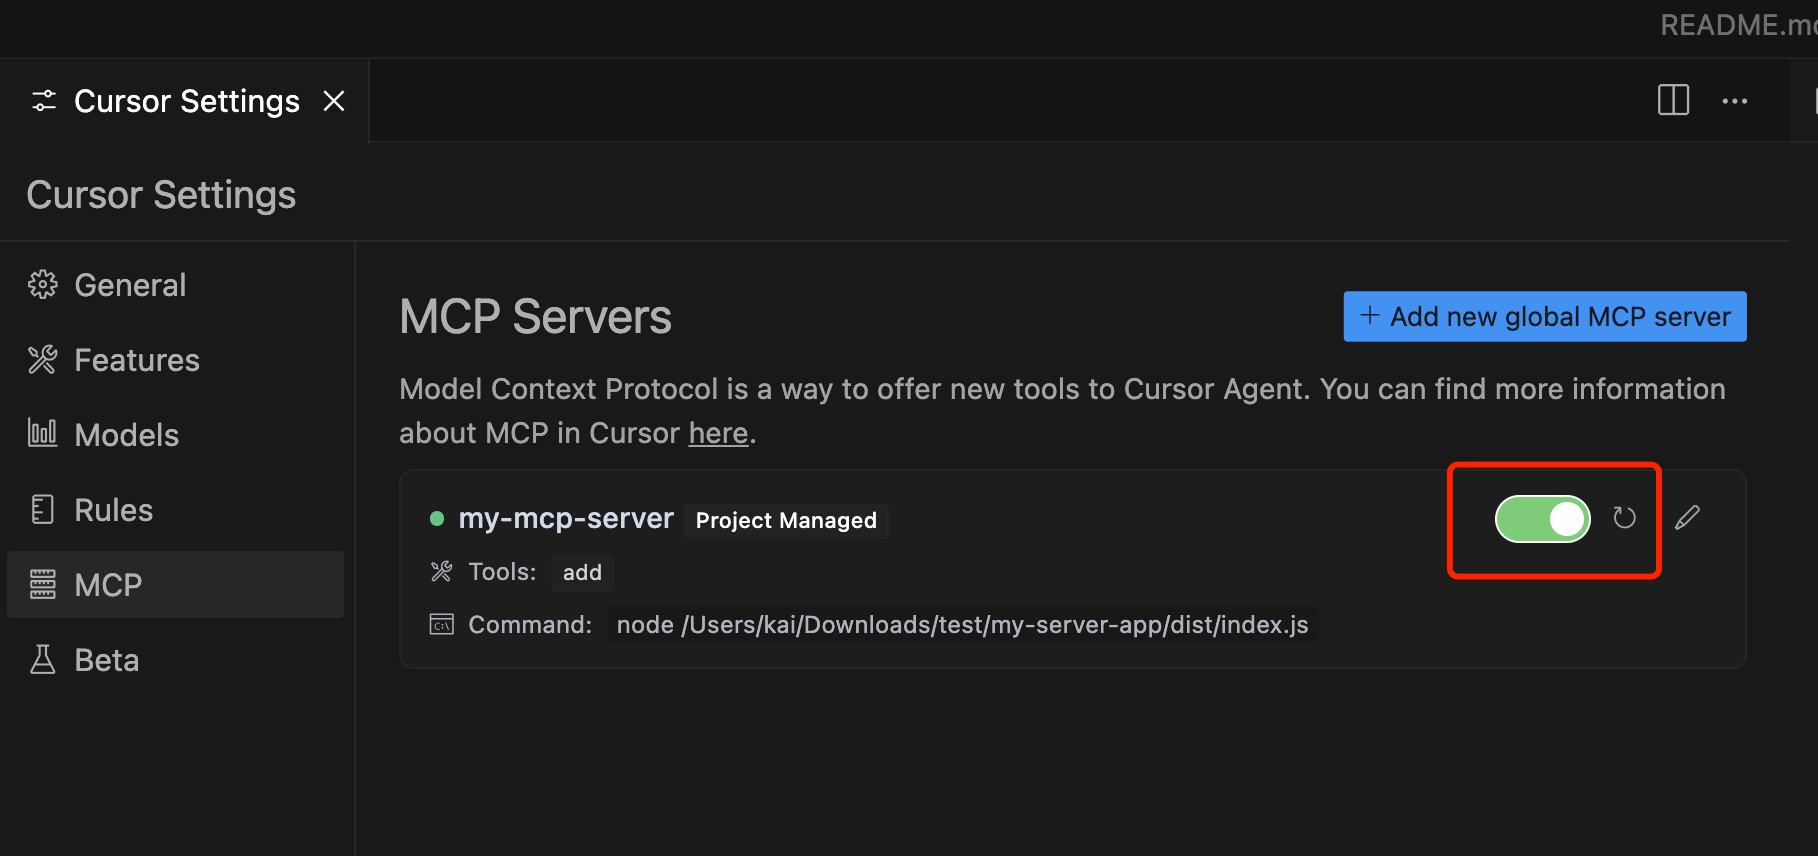 README.md
Cursor Settings
Cursor Settings
General
Features
Models
Rules
MCP
Beta
MCP Servers
+ Add new global MCP server
Model Context Protocol is a way to offer new tools to Cursor Agent. You can find more information
about MCP in Cursor here.
my-mcp-server Project Managed
Tools: add
Command: node /Users/kai/Downloads/test/my-server-app/dist/index.js